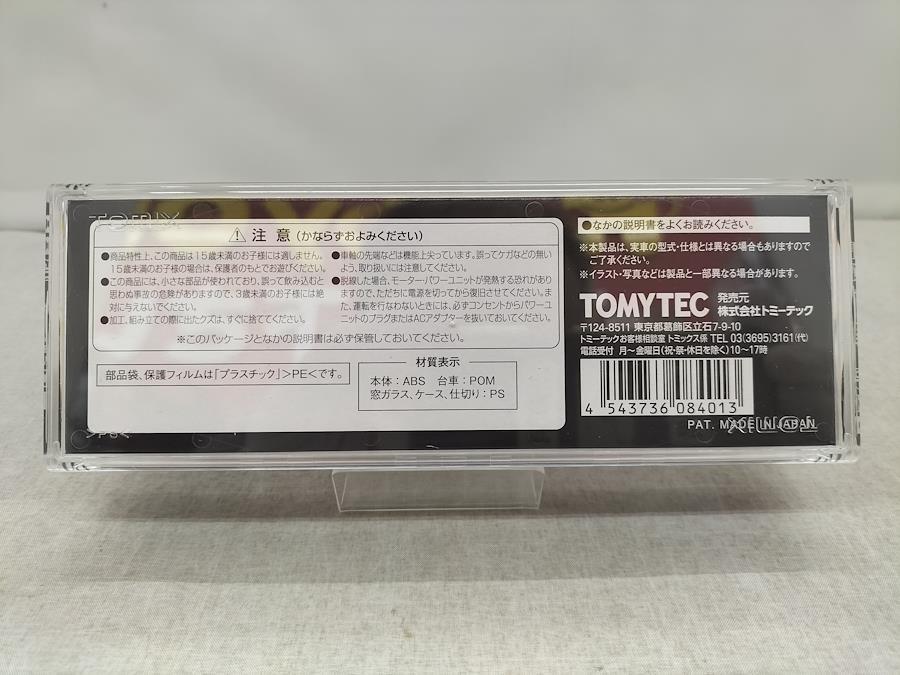 TOMIX
⚠ 注意 (かならずおよみください)
●商品特性上、この商品は15歳未満のお子様には適しません。
15歳未満のお子様の場合は、保護者のもとでお遊びください。
●この商品には、小さな部品が使われており、誤って飲み込むと
思わぬ事故の危険がありますので、3歳未満のお子様には絶
対に与えないでください。
●加工、組み立ての際に出たクズは、すぐに捨ててください。
●車軸の先端などは機能上尖っています。誤ってケガなどの無い
よう、取り扱いには注意してください。
●脱線した場合、モーター・パワーユニットが発熱する恐れがあり
ますので、ただちに電源を切ってから復旧させてください。ま
た、運転を行なわないときには、必ずコンセントからパワーユ
ニットのプラグまたはACアダプターを抜いておいてください。
※このパッケージとなかの説明書は必ず保管しておいてください。
部品袋、保護フィルムは「プラスチック」>PE<です。
材質表示
本体:ABS 台車:POM
窓ガラス、ケース、仕切り:PS
>PS<
●なかの説明書をよくお読みください。
※本製品は、実車の型式・仕様とは異なる場合もありますので
ご了承ください。
※イラスト・写真などは製品と一部異なる場合があります。
TOMYTEC 発売元
株式会社トミーテック
〒124-8511 東京都葛飾区立石7-9-10
トミーテックお客様相談室 トミックス係 TEL 03(3695)3161(代)
電話受付 月〜金曜日(祝・祭・休日を除く)10〜17時
4 543736 084013
PAT. MADE IN JAPAN
TOMIX